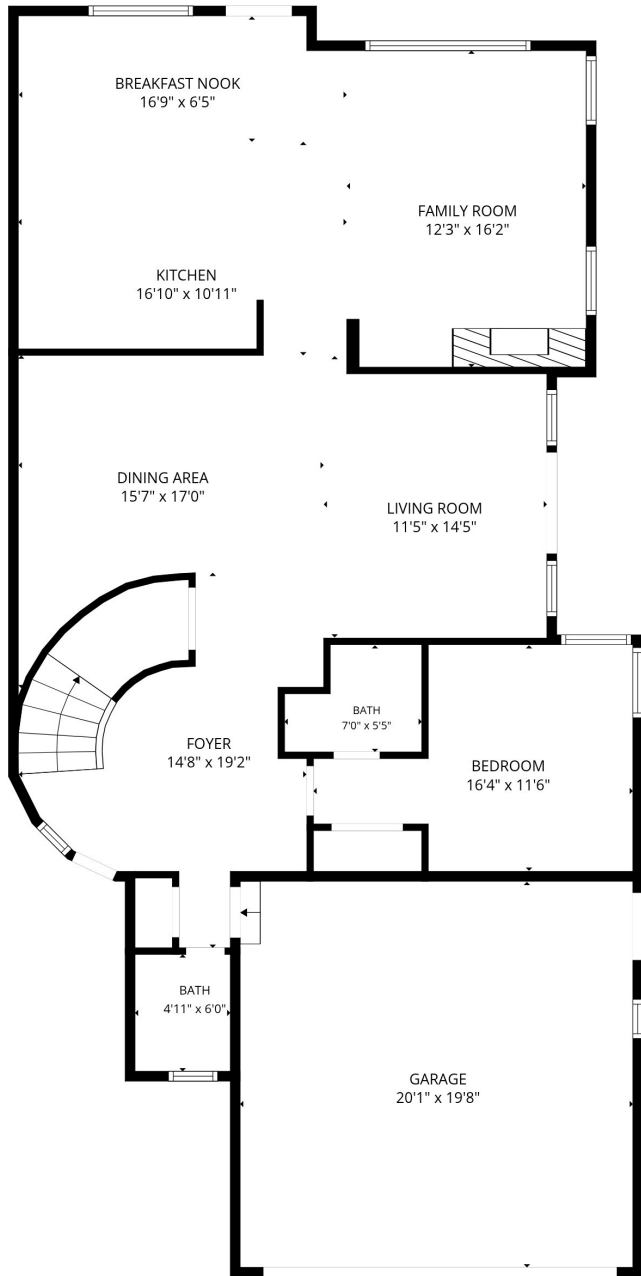 BREAKFAST NOOK
16'9" x 6'5"
FAMILY ROOM
12'3" x 16'2"
KITCHEN
16'10" x 10'11"
DINING AREA
15'7" x 17'0"
LIVING ROOM
11'5" x 14'5"
BATH
7'0" x 5'5"
FOYER
14'8" x 19'2"
BEDROOM
16'4" x 11'6"
BATH
4'11" x 6'0"
GARAGE
20'1" x 19'8"